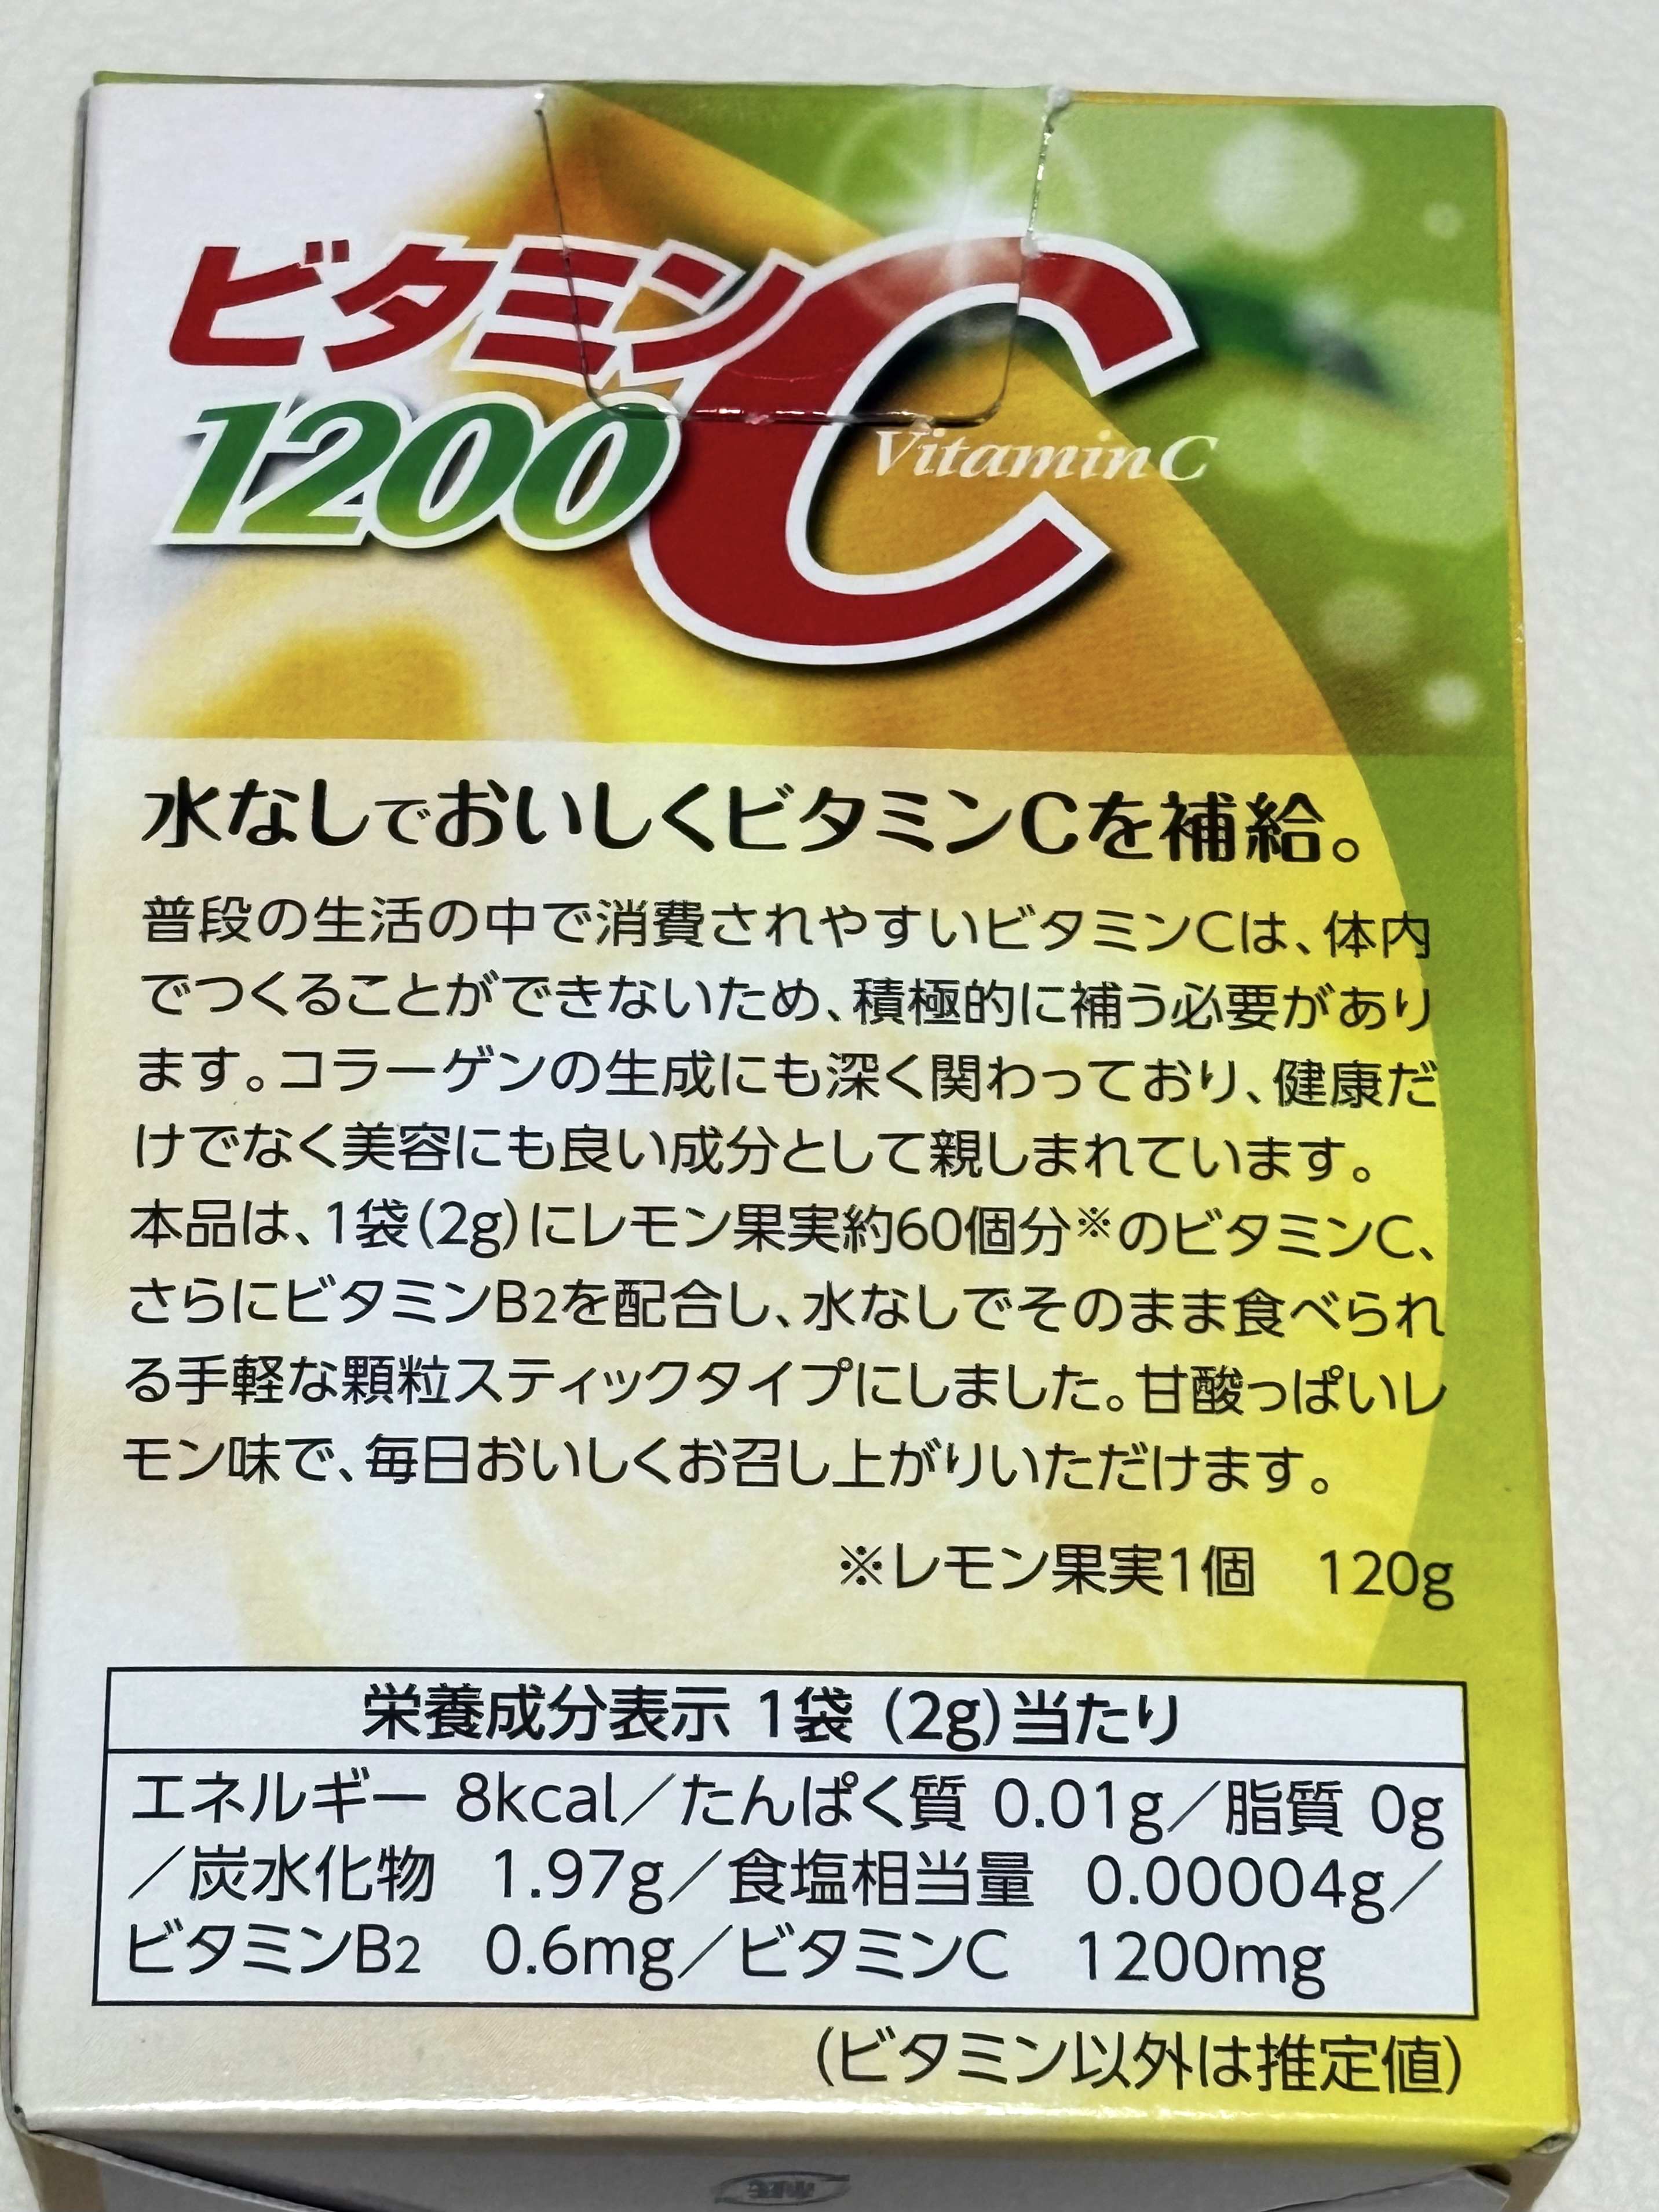 ビタミンC
1200
VitaminC
水なしでおいしくビタミンCを補給。
普段の生活の中で消費されやすいビタミンCは、体内
でつくることができないため、積極的に補う必要があり
ます。コラーゲンの生成にも深く関わっており、健康だ
けでなく美容にも良い成分として親しまれています。
本品は、1袋(2g)にレモン果実約60個分※のビタミンC、
さらにビタミンB2を配合し、水なしでそのまま食べられ
る手軽な顆粒スティックタイプにしました。甘酸っぱいレ
モン味で、毎日おいしくお召し上がりいただけます。
※レモン果実1個 120g
栄養成分表示 1袋 (2g)当たり
エネルギー 8kcal／たんぱく質 0.01g／脂質 0g
／炭水化物 1.97g／食塩相当量 0.00004g／
ビタミンB2 0.6mg／ビタミンC 1200mg
(ビタミン以外は推定値)